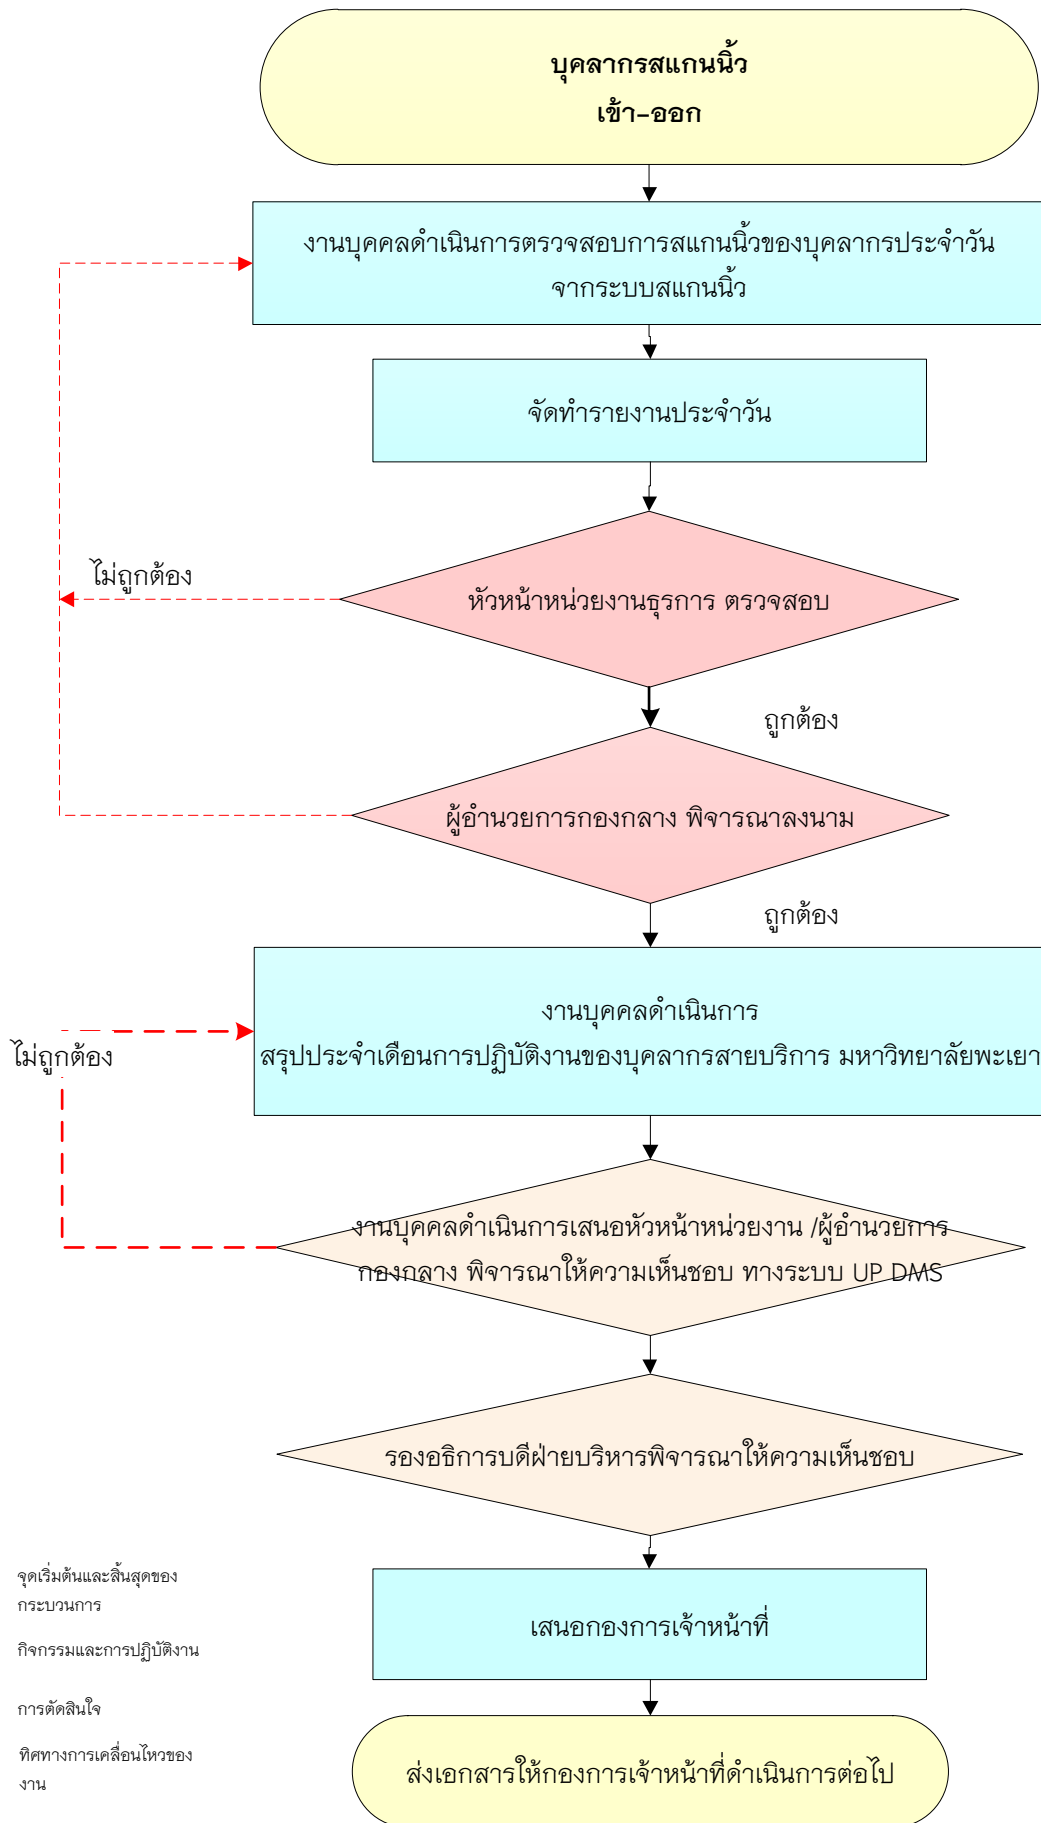 บุคลากรสแกนนิ้ว
เข้า-ออก
งานบุคคลดำเนินการตรวจสอบการสแกนนิ้วของบุคลากรประจำวัน
จากระบบสแกนนิ้ว
จัดทำรายงานประจำวัน
ไม่ถูกต้อง
หัวหน้าหน่วยงานธุรการ ตรวจสอบ
ถูกต้อง
ผู้อำนวยการกองกลาง พิจารณาลงนาม
ถูกต้อง
งานบุคคลดำเนินการ
สรุปประจำเดือนการปฏิบัติงานของบุคลากรสายบริการ มหาวิทยาลัยพะเยา
ไม่ถูกต้อง
งานบุคคลดำเนินการเสนอหัวหน้าหน่วยงาน /ผู้อำนวยการ
กองกลาง พิจารณาให้ความเห็นชอบ ทางระบบ UP DMS
รองอธิการบดีฝ่ายบริหารพิจารณาให้ความเห็นชอบ
เสนอกองการเจ้าหน้าที่
ส่งเอกสารให้กองการเจ้าหน้าที่ดำเนินการต่อไป
จุดเริ่มต้นและสิ้นสุดของ
กระบวนการ
กิจกรรมและการปฏิบัติงาน
การตัดสินใจ
ทิศทางการเคลื่อนไหวของ
งาน